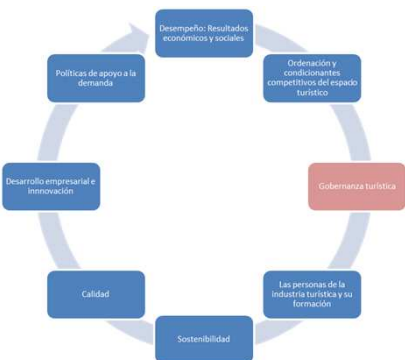 Desempeño: Resultados
económicos y sociales
Ordenación y
condicionantes
competitivos del espacio
turístico
Gobernanza turística
Las personas de la
industria turística y su
formación
Sostenibilidad
Calidad
Desarrollo empresarial e
innnovación
Políticas de apoyo a la
demanda